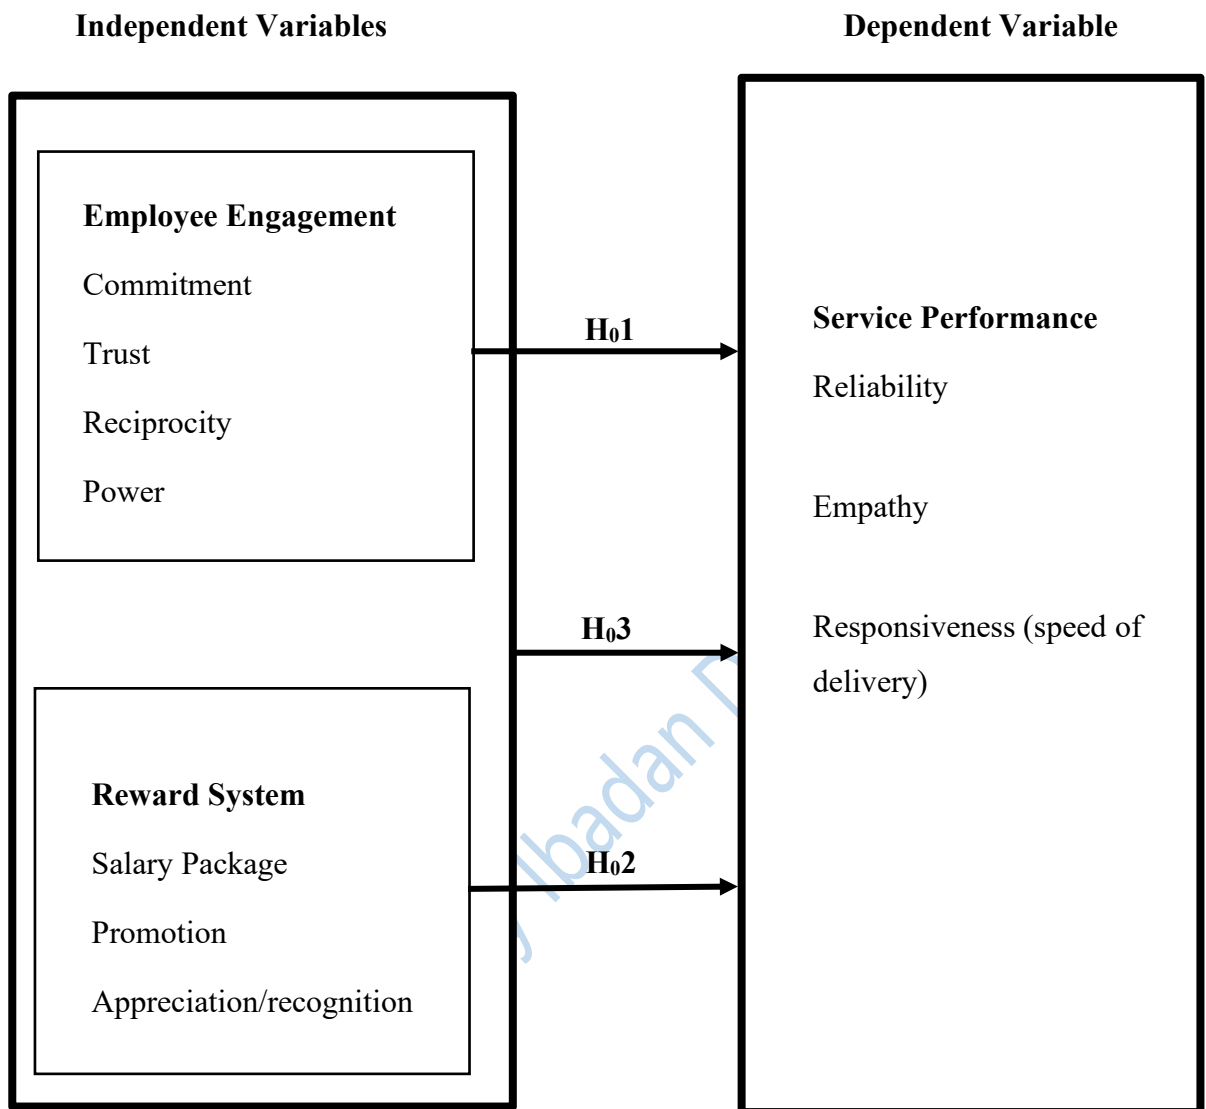 Independent Variables
Dependent Variable
Employee Engagement
Commitment
Trust
Reciprocity
Power
H₀1
Service Performance
Reliability
Empathy
Responsiveness (speed of
delivery)
H₀3
Reward System
Salary Package
Promotion
Appreciation/recognition
H₀2
Ibadan